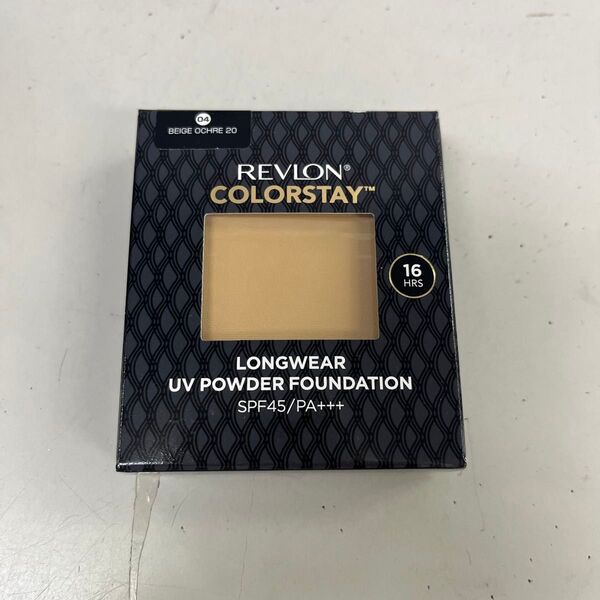 04
BEIGE OCHRE 20
REVLON®
COLORSTAY™
16
HRS
LONGWEAR
UV POWDER FOUNDATION
SPF45/PA+++